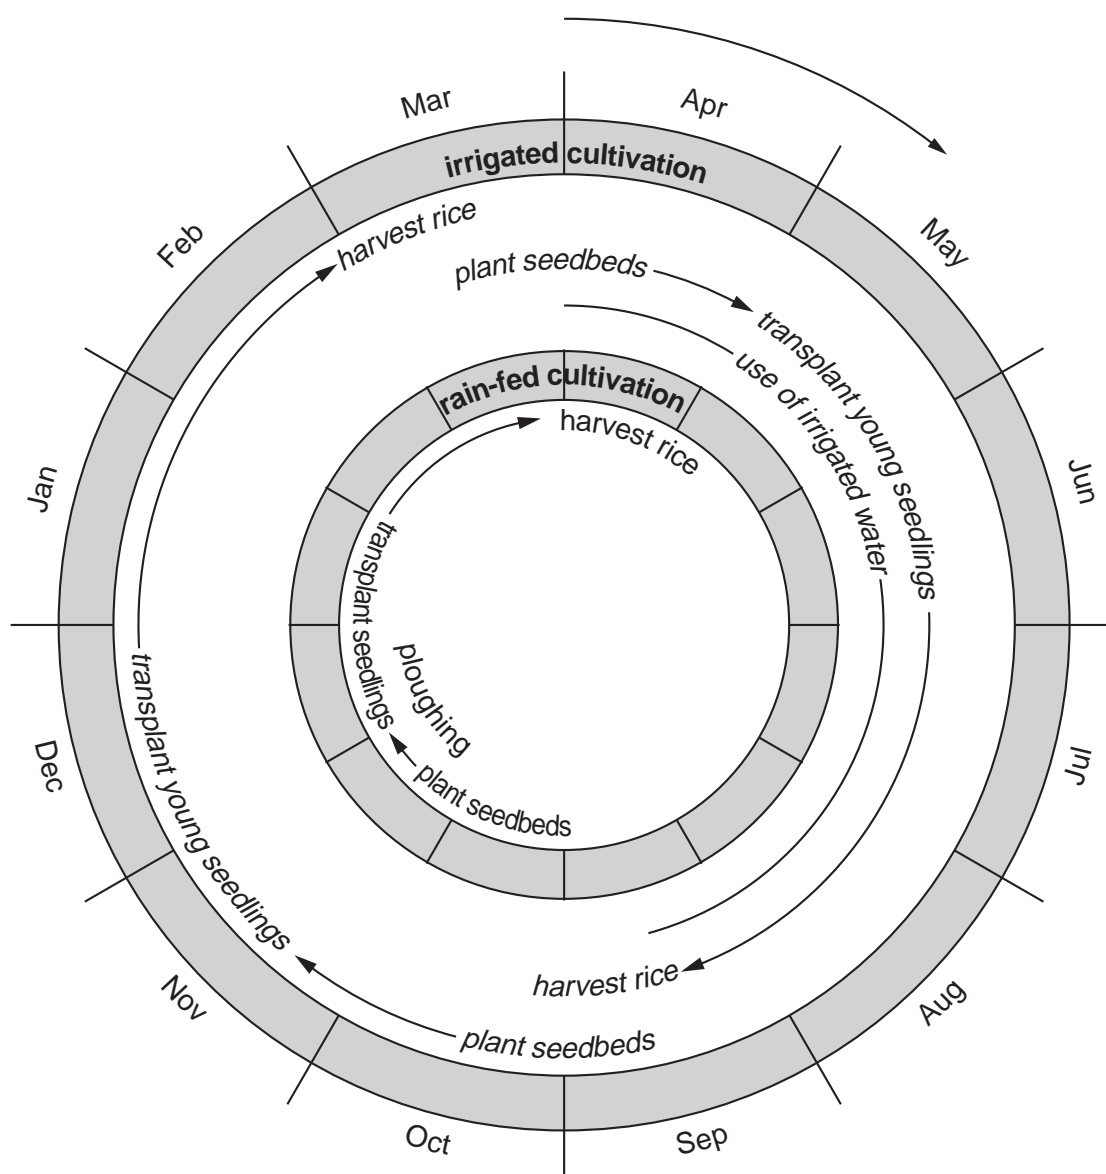 Mar
Apr
irrigated cultivation
Feb
May
harvest rice
plant seedbeds
transplant young seedlings
use of irrigated water
rain-fed cultivation
harvest rice
Jan
Jun
transplant seedlings
ploughing
plant seedbeds
transplant young seedlings
Dec
Jul
harvest rice
plant seedbeds
Nov
Aug
Oct
Sep